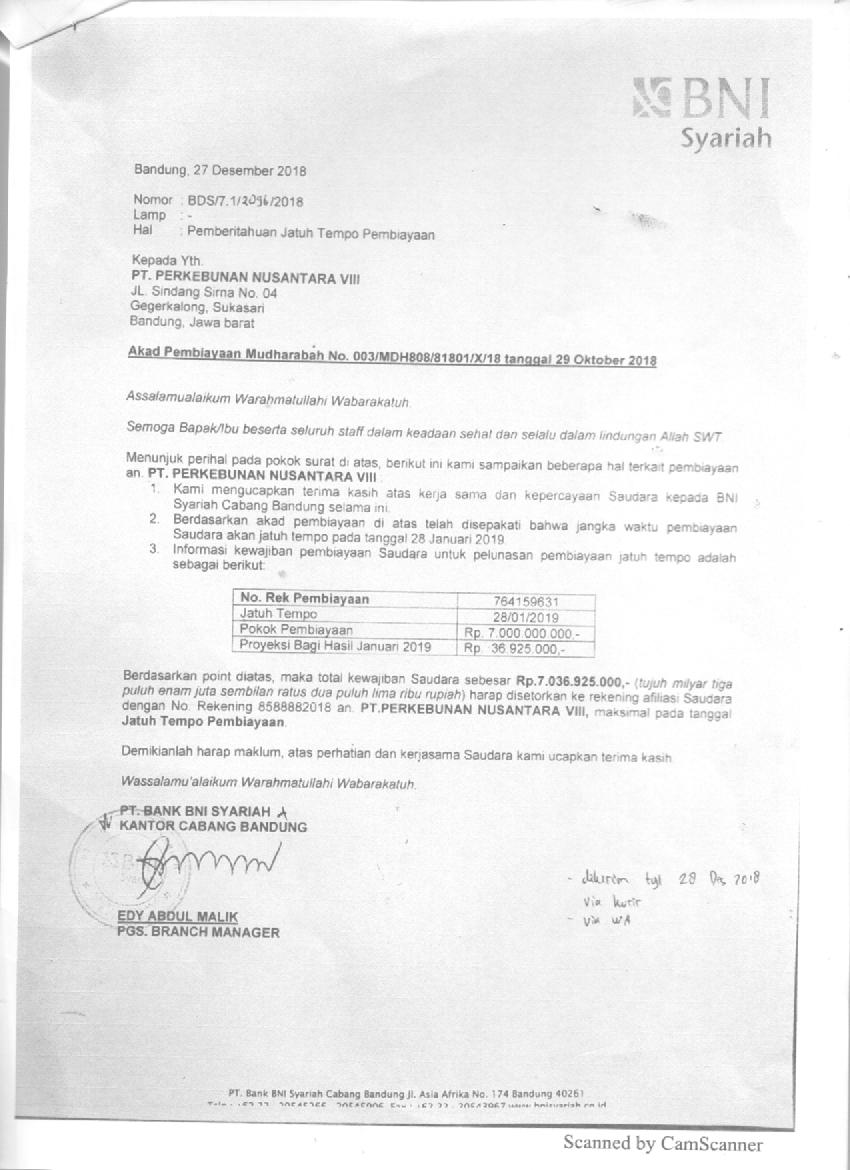 BNI
Syariah
Bandung, 27 Desember 2018
Nomor : BDS/7.1/2096/2018
Lamp : -
Hal : Pemberitahuan Jatuh Tempo Pembiayaan
Kepada Yth.
PT. PERKEBUNAN NUSANTARA VIII
JL. Sindang Sirna No. 04
Gegerkalong, Sukasari
Bandung, Jawa barat
Akad Pembiayaan Mudharabah No. 003/MDH808/81801/X/18 tanggal 29 Oktober 2018
Assalamualaikum Warahmatullahi Wabarakatuh.
Semoga Bapak/Ibu beserta seluruh staff dalam keadaan sehat dan selalu dalam lindungan Allah SWT.
Menunjuk perihal pada pokok surat di atas, berikut ini kami sampaikan beberapa hal terkait pembiayaan
an. PT. PERKEBUNAN NUSANTARA VIII :
1. Kami mengucapkan terima kasih atas kerja sama dan kepercayaan Saudara kepada BNI
Syariah Cabang Bandung selama ini.
2. Berdasarkan akad pembiayaan di atas telah disepakati bahwa jangka waktu pembiayaan
Saudara akan jatuh tempo pada tanggal 28 Januari 2019.
3. Informasi kewajiban pembiayaan Saudara untuk pelunasan pembiayaan jatuh tempo adalah
sebagai berikut:
No. Rek Pembiayaan 764159631
Jatuh Tempo 28/01/2019
Pokok Pembiayaan Rp. 7.000.000.000,-
Proyeksi Bagi Hasil Januari 2019 Rp. 36.925.000,-
Berdasarkan point diatas, maka total kewajiban Saudara sebesar Rp.7.036.925.000,- (tujuh milyar tiga
puluh enam juta sembilan ratus dua puluh lima ribu rupiah) harap disetorkan ke rekening afiliasi Saudara
dengan No. Rekening 8588882018 an. PT.PERKEBUNAN NUSANTARA VIII, maksimal pada tanggal
Jatuh Tempo Pembiayaan.
Demikianlah harap maklum, atas perhatian dan kerjasama Saudara kami ucapkan terima kasih.
Wassalamu'alaikum Warahmatullahi Wabarakatuh.
PT. BANK BNI SYARIAH
KANTOR CABANG BANDUNG
EDY ABDUL MALIK
PGS. BRANCH MANAGER
- dikirim tgl 28 Des 2018
via kurir
- via WA
PT. Bank BNI Syariah Cabang Bandung Jl. Asia Afrika No. 174 Bandung 40261
Scanned by CamScanner